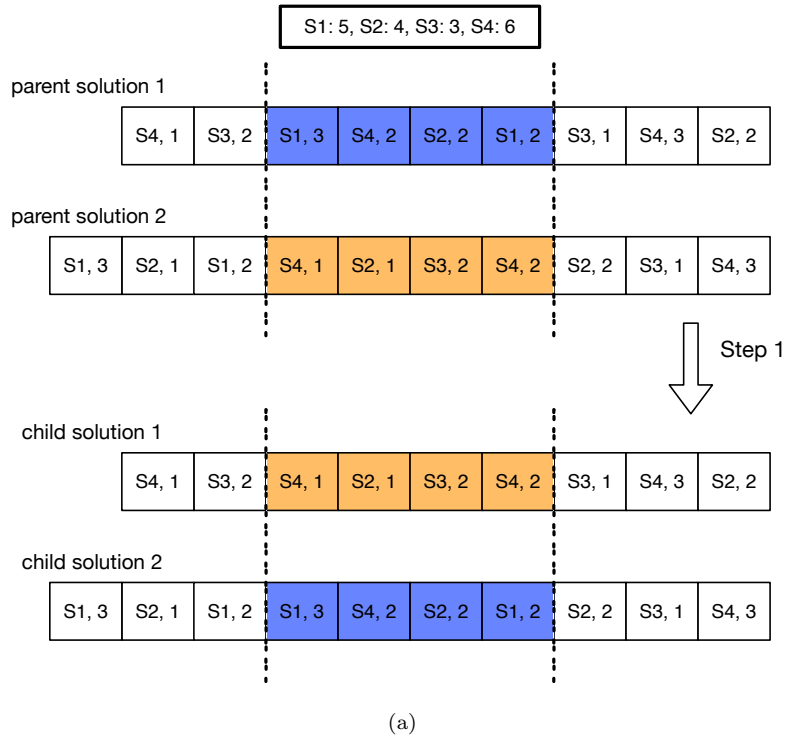 S1: 5, S2: 4, S3: 3, S4: 6
parent solution 1
S4, 1 S3, 2 S1, 3 S4, 2 S2, 2 S1, 2 S3, 1 S4, 3 S2, 2
parent solution 2
S1, 3 S2, 1 S1, 2 S4, 1 S2, 1 S3, 2 S4, 2 S2, 2 S3, 1 S4, 3
Step 1
child solution 1
S4, 1 S3, 2 S4, 1 S2, 1 S3, 2 S4, 2 S3, 1 S4, 3 S2, 2
child solution 2
S1, 3 S2, 1 S1, 2 S1, 3 S4, 2 S2, 2 S1, 2 S2, 2 S3, 1 S4, 3
(a)